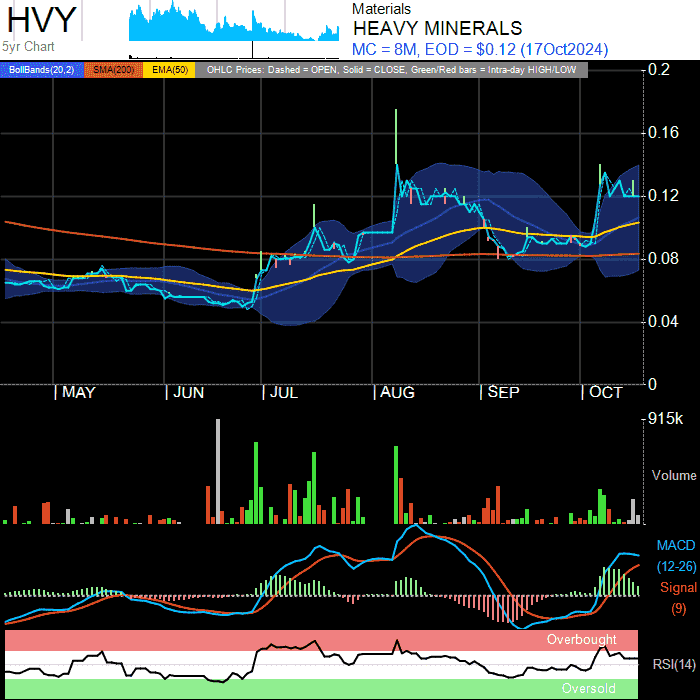 HVY
5yr Chart
Materials
HEAVY MINERALS
MC = 8M, EOD = $0.12 (17Oct2024)
BollBands(20,2) SMA(200) EMA(50) OHLC Prices: Dashed = OPEN, Solid = CLOSE, Green/Red bars = Intra-day HIGH/LOW
0.2
0.16
0.12
0.08
0.04
0
| MAY | JUN | JUL | AUG | SEP | OCT
915k
Volume
MACD
(12-26)
Signal
(9)
Overbought
RSI(14)
Oversold